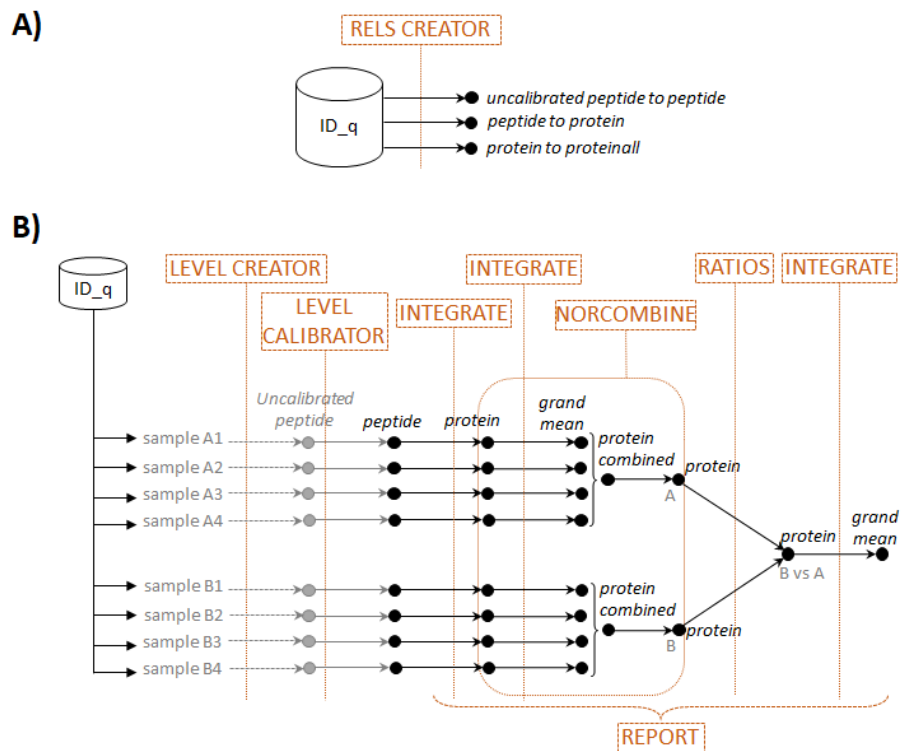 A)
RELS CREATOR
ID_q
uncalibrated peptide to peptide
peptide to protein
protein to proteinall
B)
ID_q
LEVEL CREATOR
INTEGRATE
RATIOS
INTEGRATE
LEVEL
CALIBRATOR
INTEGRATE
NORCOMBINE
Uncalibrated
peptide
peptide
protein
grand
mean
sample A1
sample A2
sample A3
sample A4
protein
combined
protein
A
sample B1
sample B2
sample B3
sample B4
protein
combined
protein
B
protein
B vs A
grand
mean
REPORT